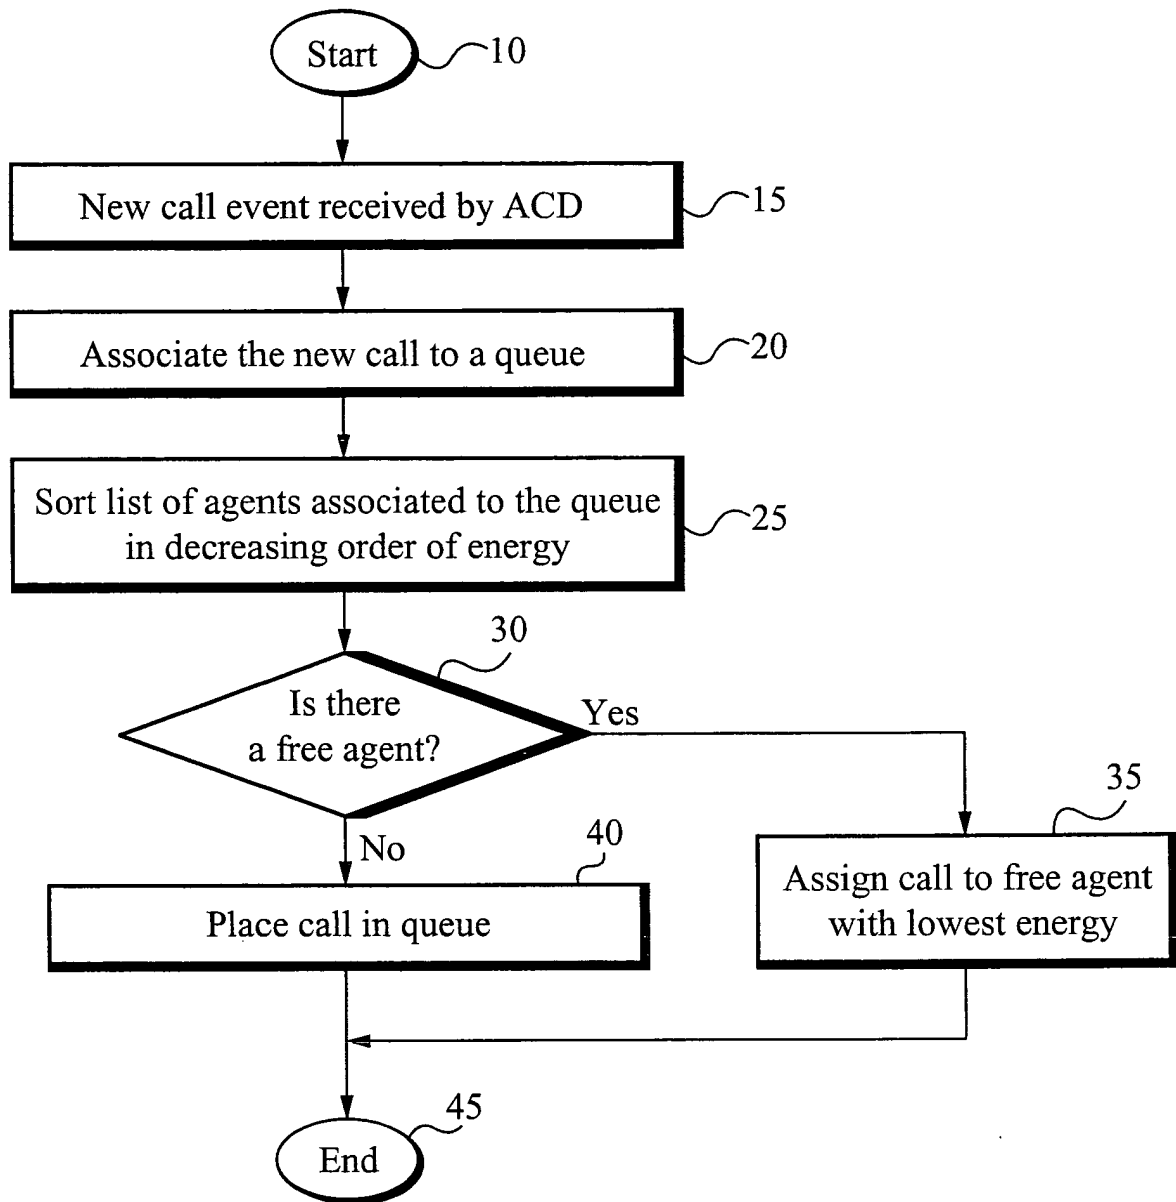 Start
10
New call event received by ACD
15
Associate the new call to a queue
20
Sort list of agents associated to the queue
in decreasing order of energy
25
30
Is there
a free agent?
Yes
No
35
Assign call to free agent
with lowest energy
40
Place call in queue
45
End